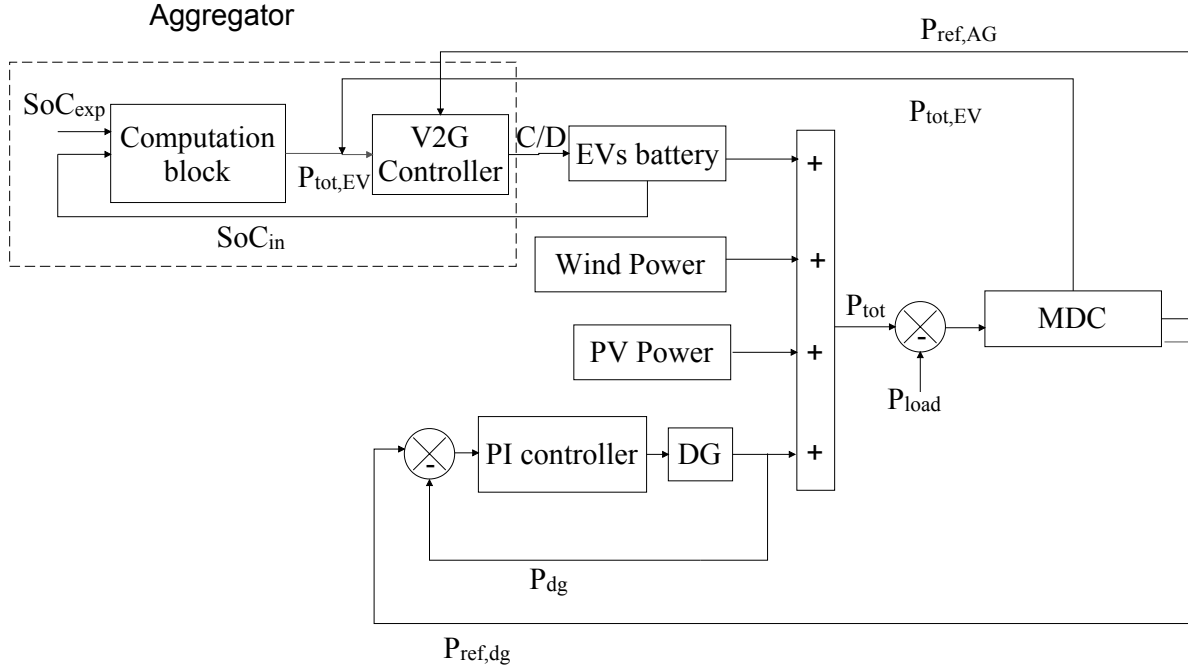 Aggregator
P_ref,AG
SoC_exp
Computation
block
P_tot,EV
V2G
Controller
C/D
EVs battery
P_tot,EV
SoC_in
+
Wind Power
+
P_tot
MDC
-
PV Power
+
P_load
PI controller
DG
+
-
P_dg
P_ref,dg